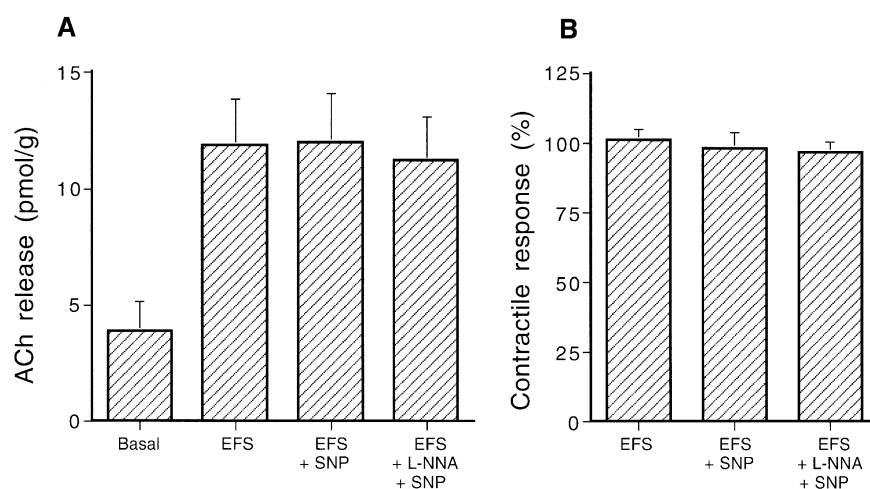 A
ACh release (pmol/g)
15
10
5
0
Basal
EFS
EFS
+ SNP
EFS
+ L-NNA
+ SNP
B
Contractile response (%)
125
100
75
50
25
0
EFS
EFS
+ SNP
EFS
+ L-NNA
+ SNP